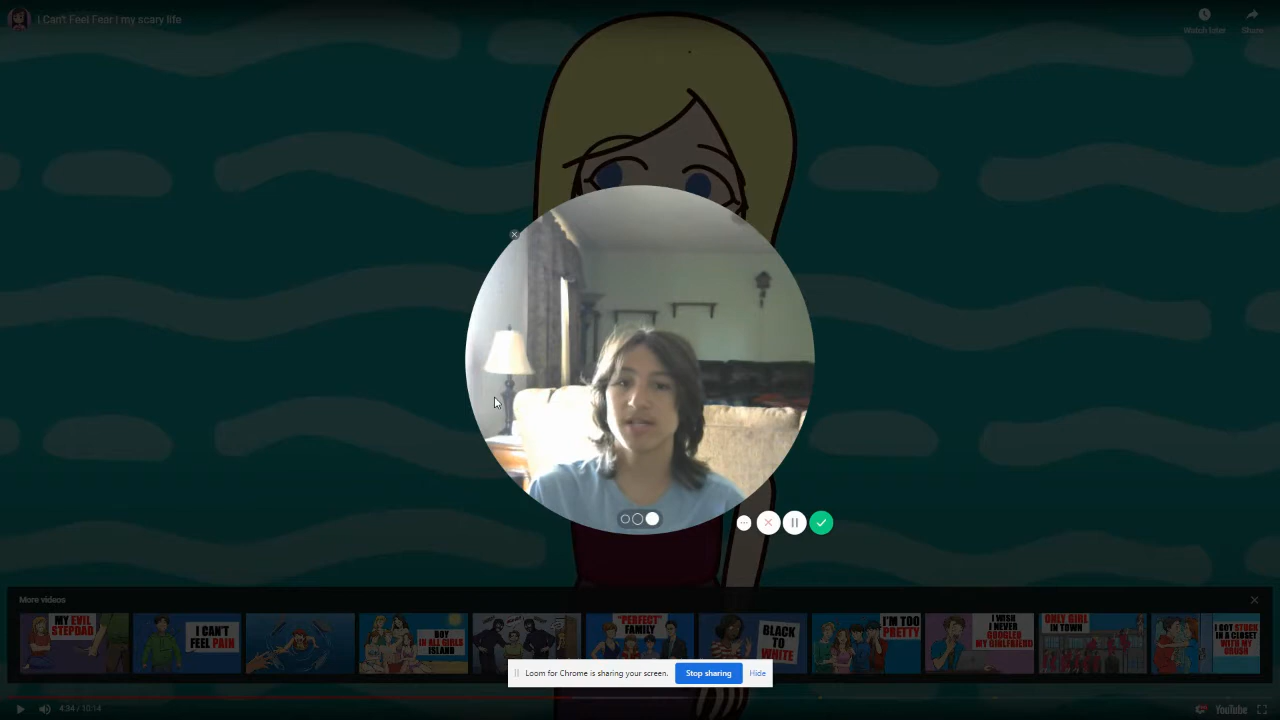 I Can't Feel Fear | my scary life
Watch later
Share
More videos
MY EVIL
STEPDAD
I CAN'T
FEEL PAIN
BOY
IN ALL GIRLS
ISLAND
"PERFECT"
FAMILY
BLACK
TO
WHITE
I'M TOO
PRETTY
I WISH
I NEVER
GOOGLED
MY GIRLFRIEND
ONLY GIRL
IN TOWN
I GOT STUCK
IN A CLOSET
WITH MY
CRUSH
Loom for Chrome is sharing your screen.
Stop sharing
Hide
4:34 / 10:14
YouTube